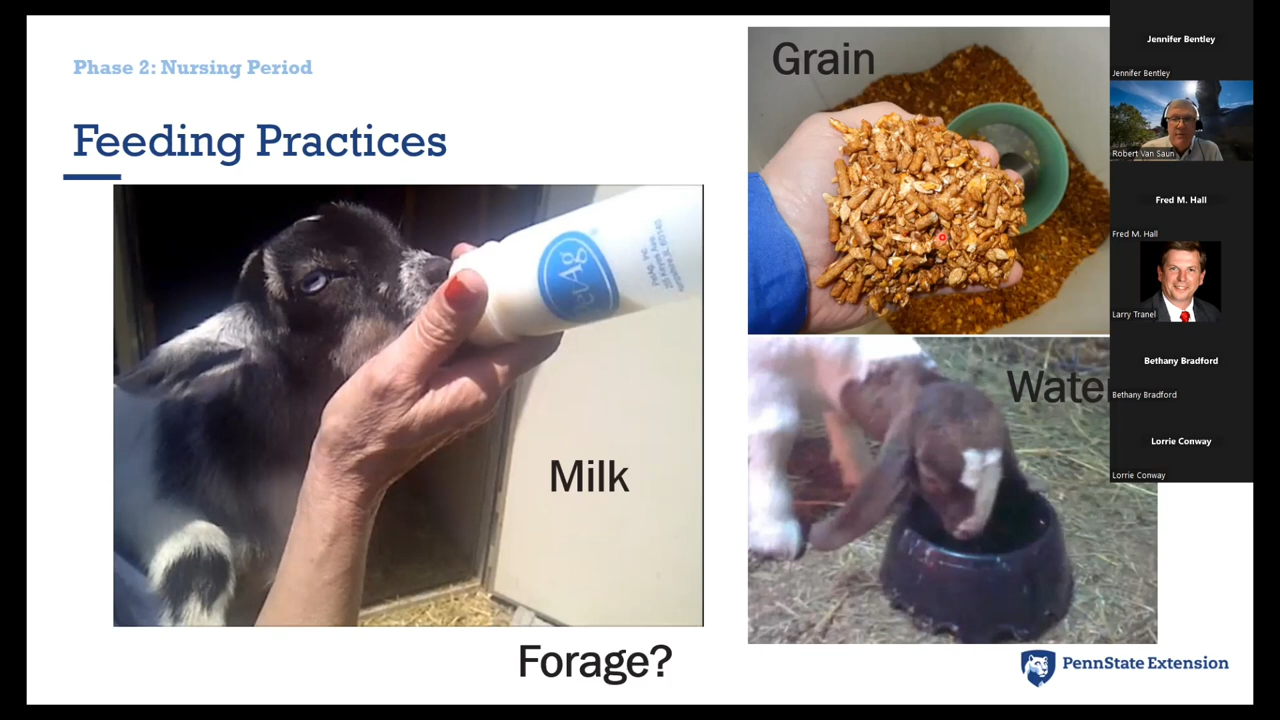 Phase 2: Nursing Period
Feeding Practices
Grain
PetAg
Milk
Water
Forage?
PennState Extension
Jennifer Bentley
Jennifer Bentley
Robert Van Saun
Fred M. Hall
Fred M. Hall
Larry Tranel
Bethany Bradford
Bethany Bradford
Lorrie Conway
Lorrie Conway